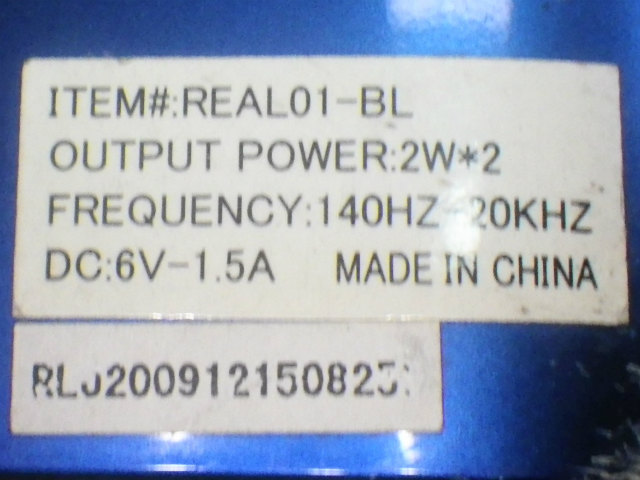 ITEM#:REAL01-BL
OUTPUT POWER:2W*2
FREQUENCY:140HZ-20KHZ
DC:6V-1.5A MADE IN CHINA